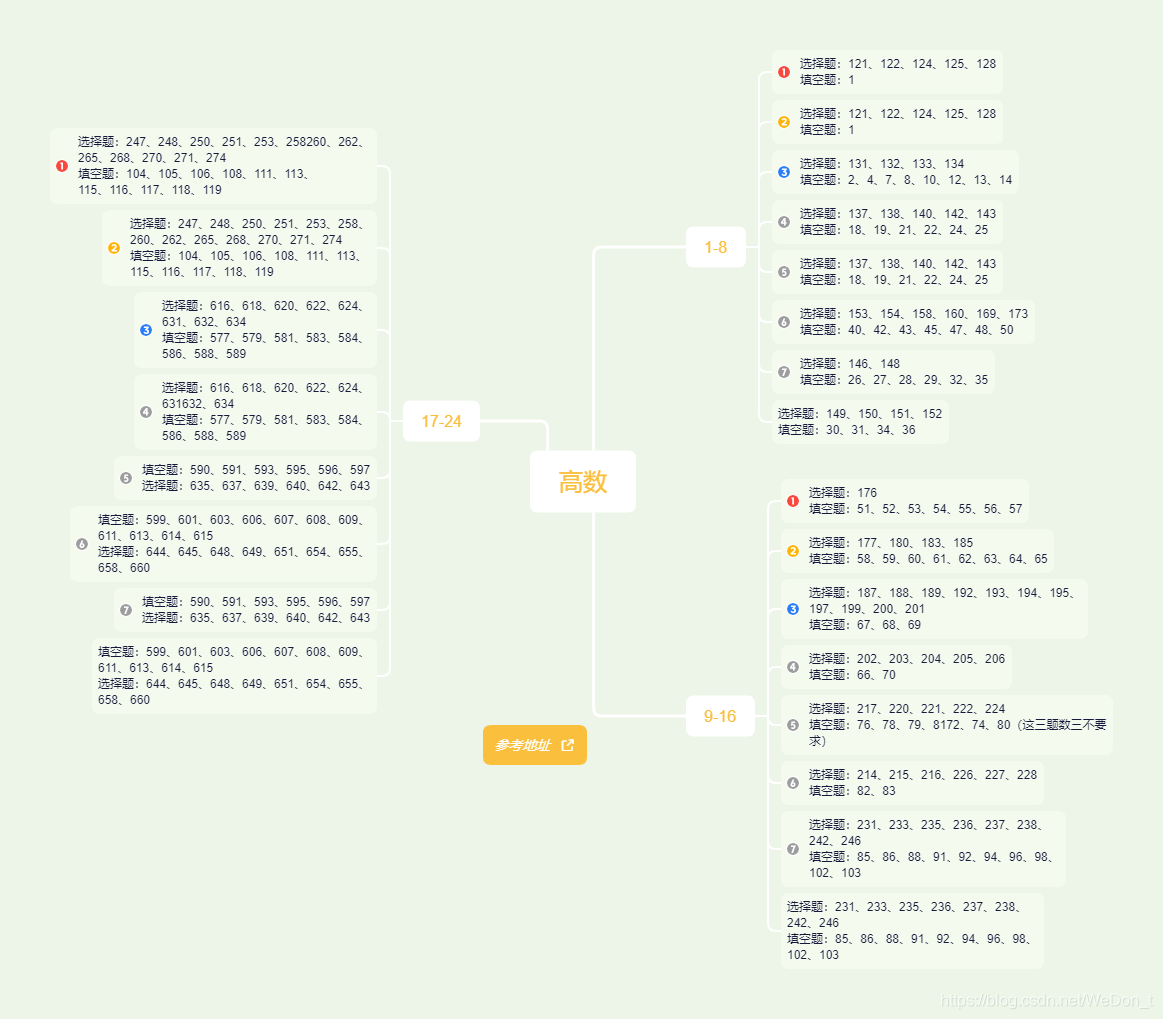 高数
1-8
1
选择题：121、122、124、125、128
填空题：1
2
选择题：121、122、124、125、128
填空题：1
3
选择题：131、132、133、134
填空题：2、4、7、8、10、12、13、14
4
选择题：137、138、140、142、143
填空题：18、19、21、22、24、25
5
选择题：137、138、140、142、143
填空题：18、19、21、22、24、25
6
选择题：153、154、158、160、169、173
填空题：40、42、43、45、47、48、50
7
选择题：146、148
填空题：26、27、28、29、32、35
选择题：149、150、151、152
填空题：30、31、34、36
9-16
1
选择题：176
填空题：51、52、53、54、55、56、57
2
选择题：177、180、183、185
填空题：58、59、60、61、62、63、64、65
3
选择题：187、188、189、192、193、194、195、
197、199、200、201
填空题：67、68、69
4
选择题：202、203、204、205、206
填空题：66、70
5
选择题：217、220、221、222、224
填空题：76、78、79、8172、74、80（这三题数三不要
求）
6
选择题：214、215、216、226、227、228
填空题：82、83
7
选择题：231、233、235、236、237、238、
242、246
填空题：85、86、88、91、92、94、96、98、
102、103
选择题：231、233、235、236、237、238、
242、246
填空题：85、86、88、91、92、94、96、98、
102、103
17-24
1
选择题：247、248、250、251、253、258260、262、
265、268、270、271、274
填空题：104、105、106、108、111、113、
115、116、117、118、119
2
选择题：247、248、250、251、253、258、
260、262、265、268、270、271、274
填空题：104、105、106、108、111、113、
115、116、117、118、119
3
选择题：616、618、620、622、624、
631、632、634
填空题：577、579、581、583、584、
586、588、589
4
选择题：616、618、620、622、624、
631632、634
填空题：577、579、581、583、584、
586、588、589
5
填空题：590、591、593、595、596、597
选择题：635、637、639、640、642、643
6
填空题：599、601、603、606、607、608、609、
611、613、614、615
选择题：644、645、648、649、651、654、655、
658、660
7
填空题：590、591、593、595、596、597
选择题：635、637、639、640、642、643
填空题：599、601、603、606、607、608、609、
611、613、614、615
选择题：644、645、648、649、651、654、655、
658、660
参考地址
https://blog.csdn.net/WeDon_t